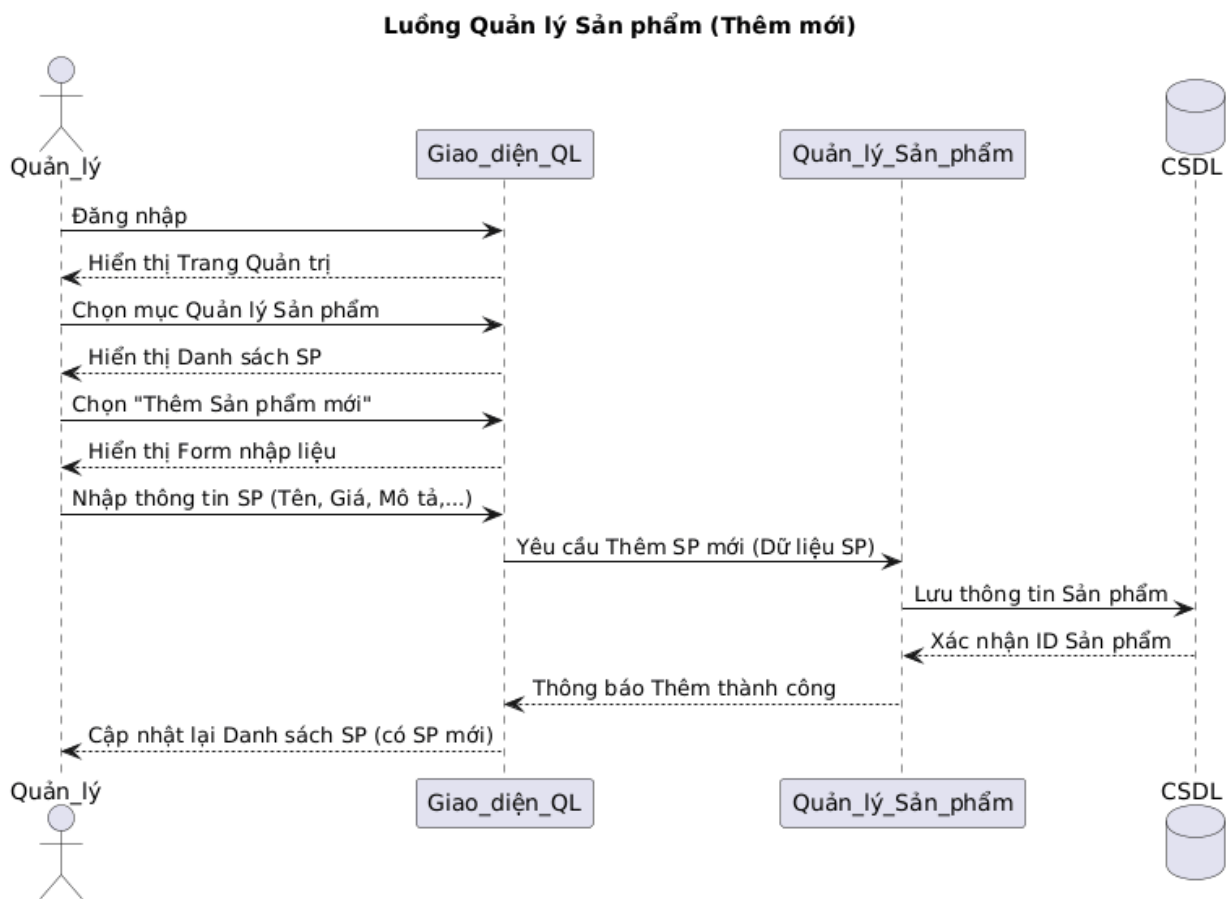 Luồng Quản lý Sản phẩm (Thêm mới)
Quản_lý
Giao_diện_QL
Quản_lý_Sản_phẩm
CSDL
Đăng nhập
Hiển thị Trang Quản trị
Chọn mục Quản lý Sản phẩm
Hiển thị Danh sách SP
Chọn "Thêm Sản phẩm mới"
Hiển thị Form nhập liệu
Nhập thông tin SP (Tên, Giá, Mô tả,...)
Yêu cầu Thêm SP mới (Dữ liệu SP)
Lưu thông tin Sản phẩm
Xác nhận ID Sản phẩm
Thông báo Thêm thành công
Cập nhật lại Danh sách SP (có SP mới)
Quản_lý
Giao_diện_QL
Quản_lý_Sản_phẩm
CSDL